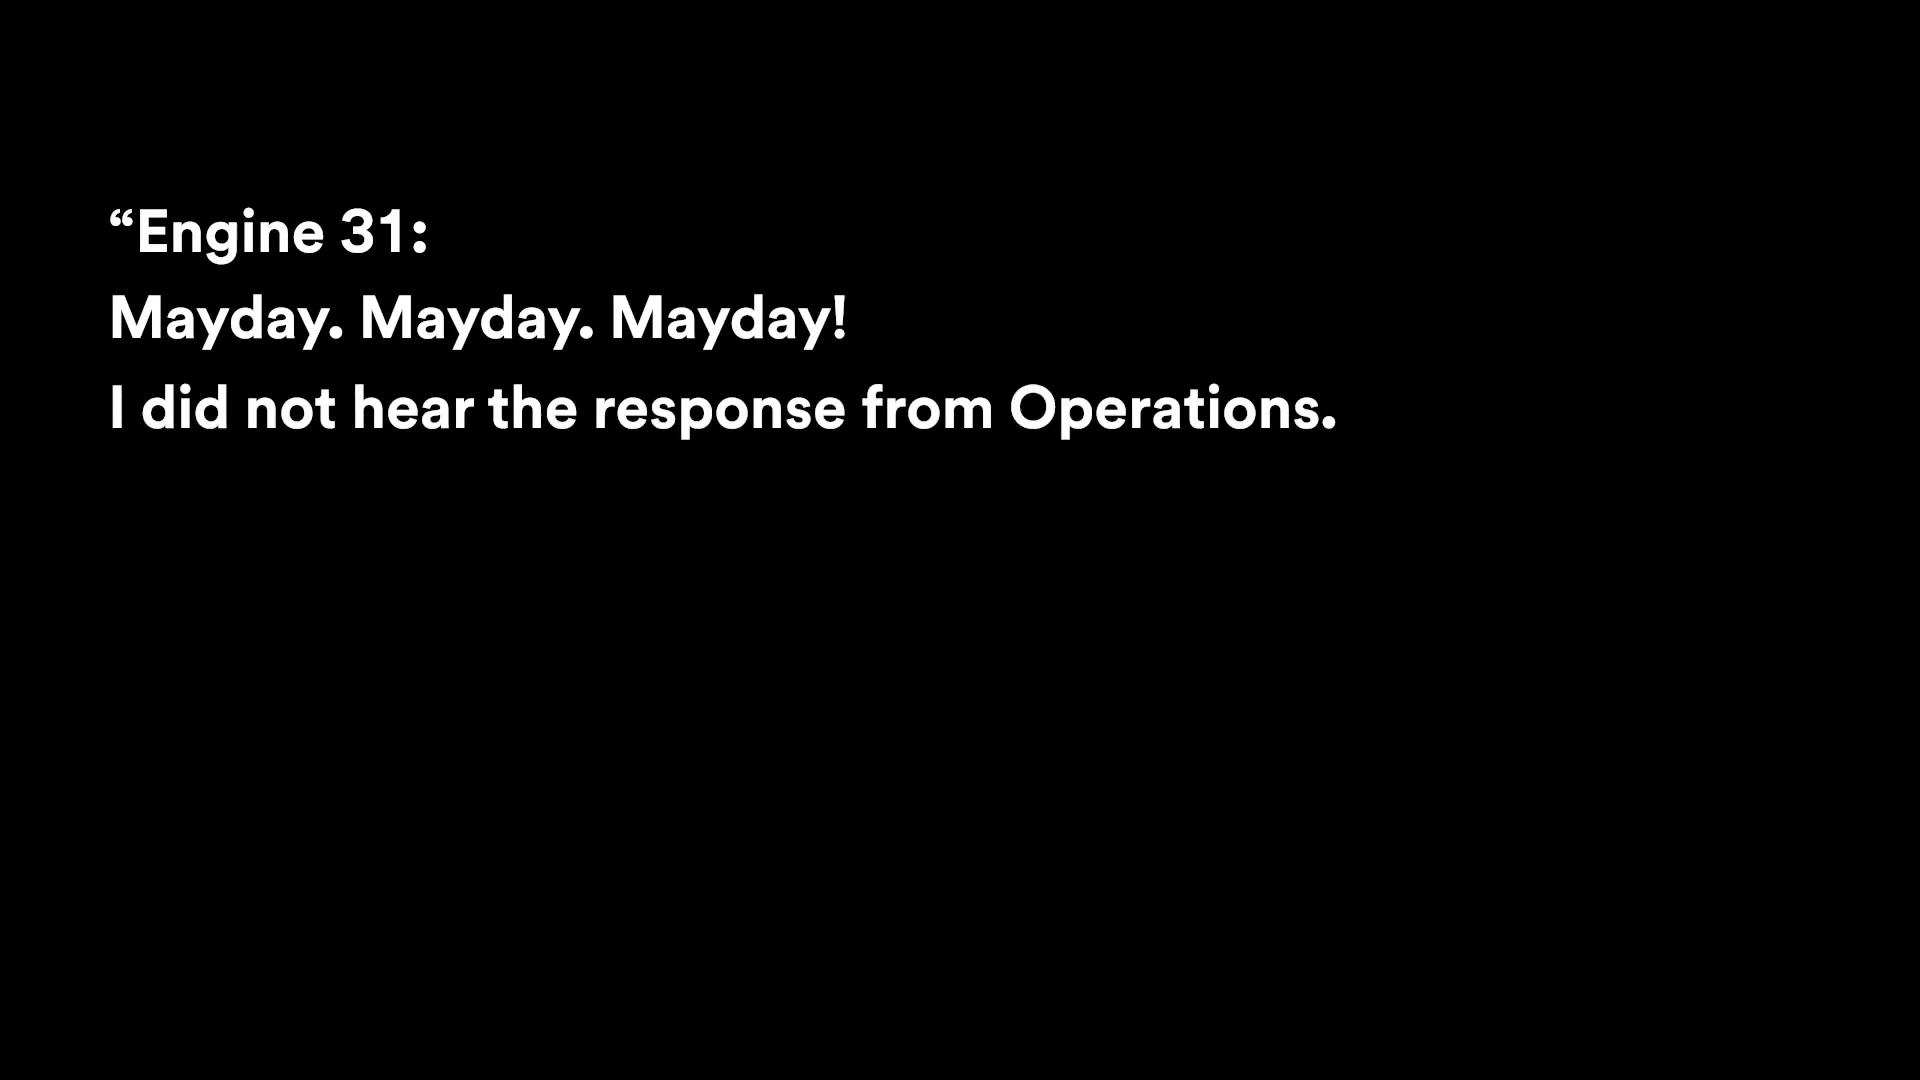 “Engine 31:
Mayday. Mayday. Mayday!
I did not hear the response from Operations.